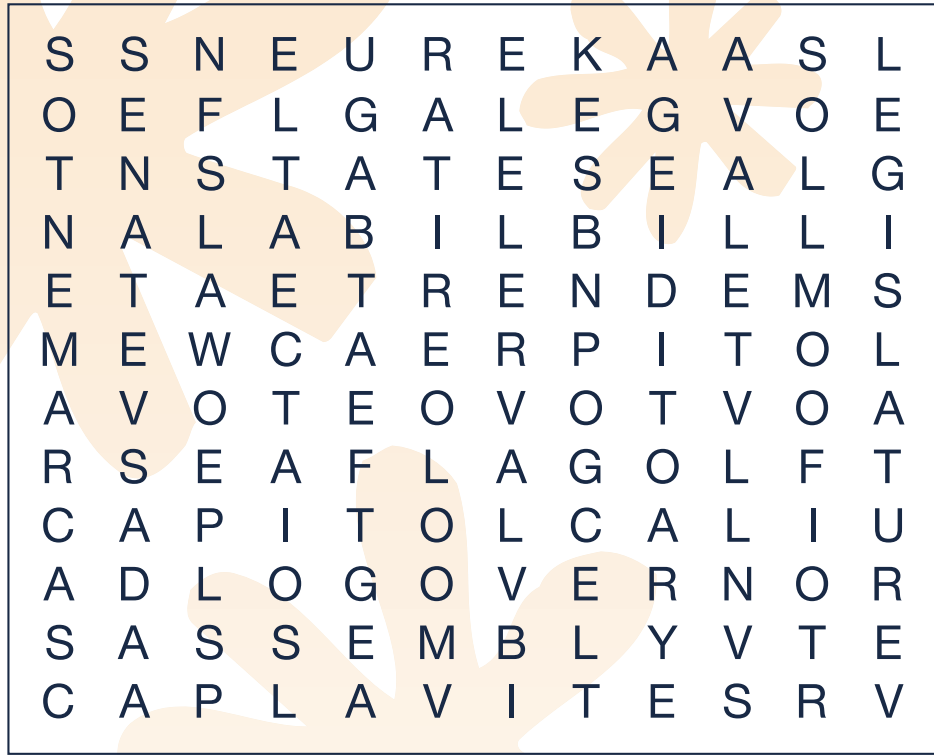 S S N E U R E K A A S L
O E F L G A L E G V O E
T N S T A T E S E A L G
N A L A B I L B I L L I
E T A E T R E N D E M S
M E W C A E R P I T O L
A V O T E O V O T V O A
R S E A F L A G O L F T
C A P I T O L C A L I U
A D L O G O V E R N O R
S A S S E M B L Y V T E
C A P L A V I T E S R V